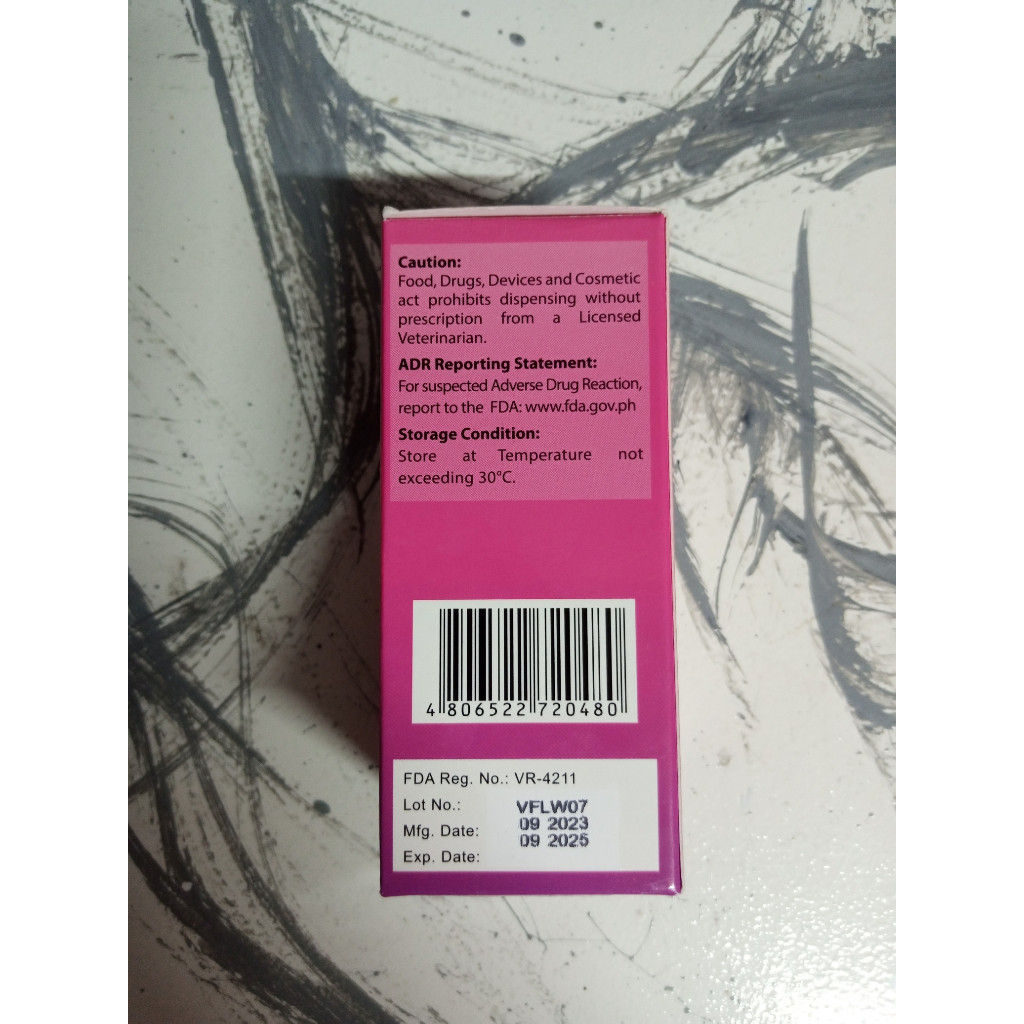 Caution:
Food, Drugs, Devices and Cosmetic
act prohibits dispensing without
prescription from a Licensed
Veterinarian.
ADR Reporting Statement:
For suspected Adverse Drug Reaction,
report to the FDA: www.fda.gov.ph
Storage Condition:
Store at Temperature not
exceeding 30°C.
4 806522 720480
FDA Reg. No.: VR-4211
Lot No.: VFLW07
Mfg. Date: 09 2023
Exp. Date: 09 2025